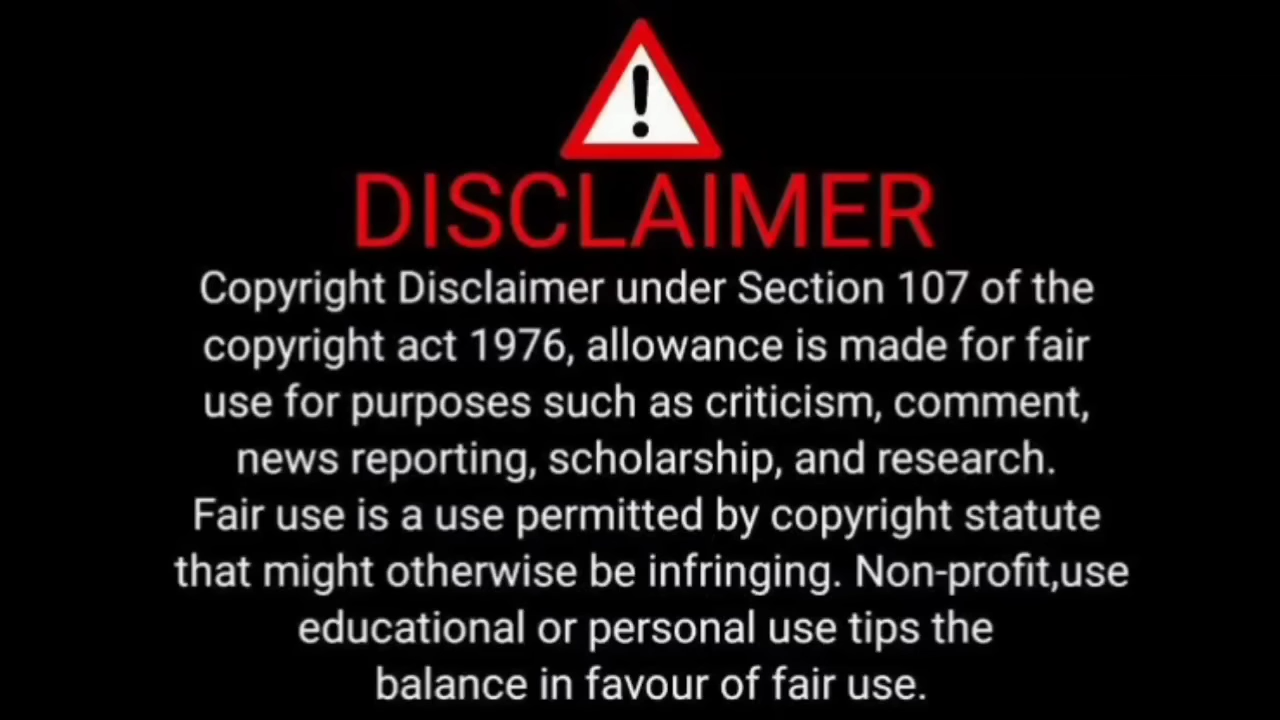 DISCLAIMER
Copyright Disclaimer under Section 107 of the
copyright act 1976, allowance is made for fair
use for purposes such as criticism, comment,
news reporting, scholarship, and research.
Fair use is a use permitted by copyright statute
that might otherwise be infringing. Non-profit,use
educational or personal use tips the
balance in favour of fair use.